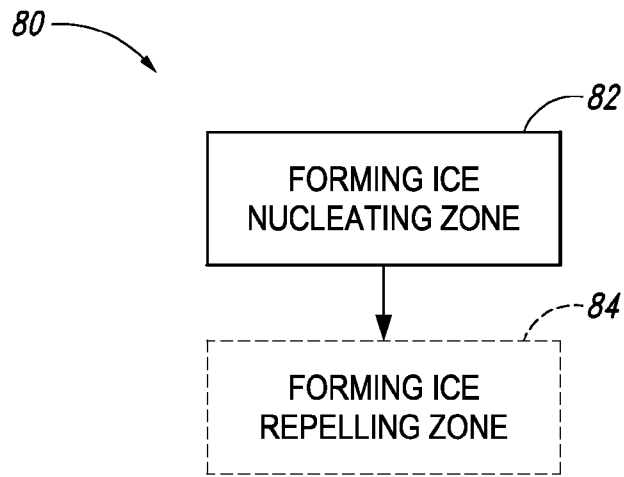 80
82
FORMING ICE
NUCLEATING ZONE
84
FORMING ICE
REPELLING ZONE